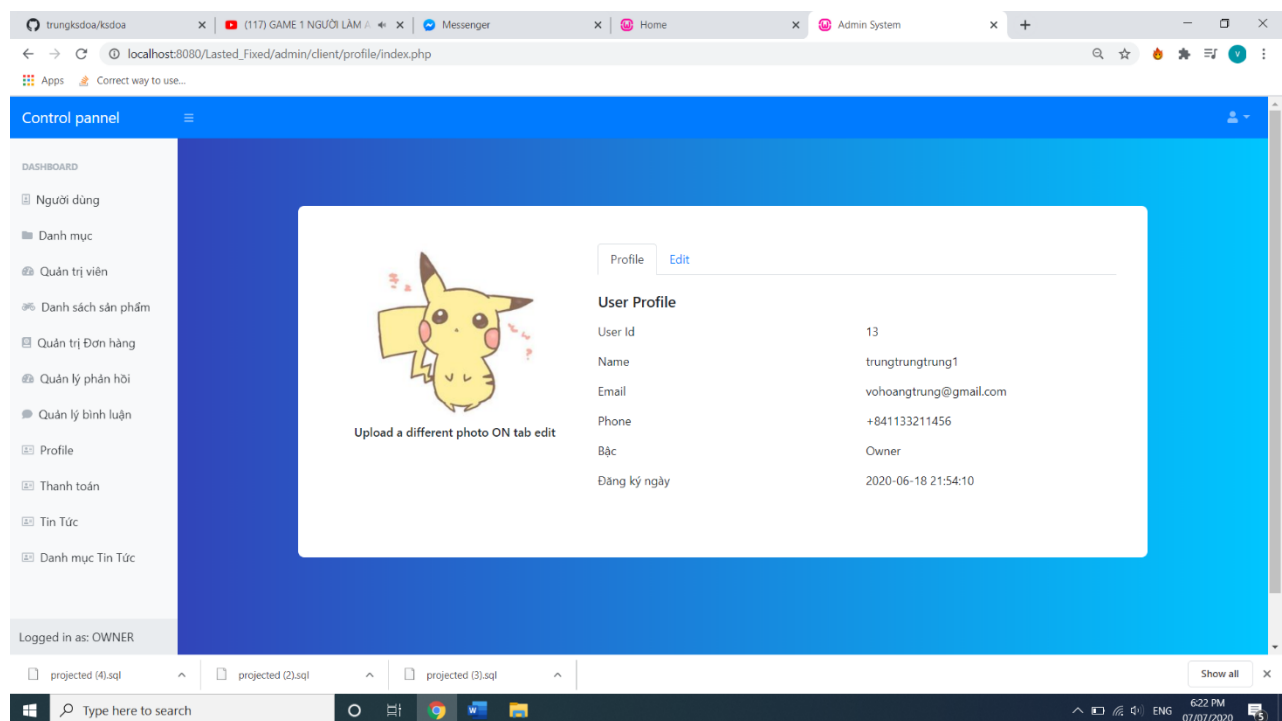 trungksdoa/ksdoa
(117) GAME 1 NGƯỜI LÀM A
Messenger
Home
Admin System
localhost:8080/Lasted_Fixed/admin/client/profile/index.php
V
Apps
Correct way to use...
Control pannel
DASHBOARD
Người dùng
Danh mục
Quản trị viên
Danh sách sản phẩm
Quản trị Đơn hàng
Quản lý phản hồi
Quản lý bình luận
Profile
Thanh toán
Tin Tức
Danh mục Tin Tức
Logged in as: OWNER
Upload a different photo ON tab edit
Profile Edit
User Profile
User Id 13
Name trungtrungtrung1
Email vohoangtrung@gmail.com
Phone +841133211456
Bậc Owner
Đăng ký ngày 2020-06-18 21:54:10
projected (4).sql
projected (2).sql
projected (3).sql
Show all
Type here to search
ENG
6:22 PM
07/07/2020
5